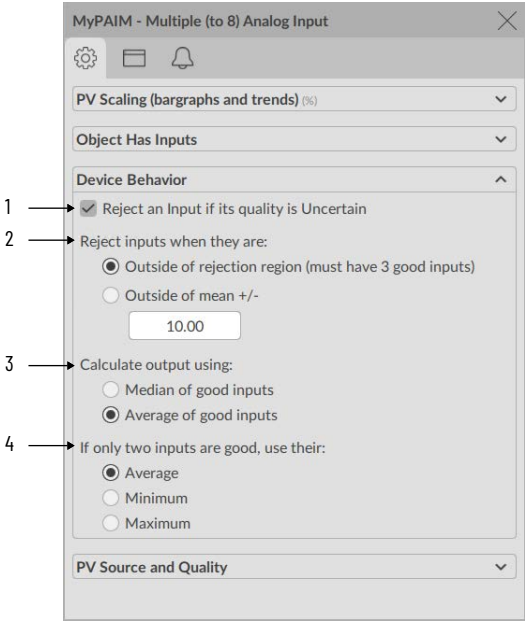 MyPAIM - Multiple (to 8) Analog Input
PV Scaling (bargraphs and trends) (%)
Object Has Inputs
Device Behavior
1
Reject an Input if its quality is Uncertain
2
Reject inputs when they are:
Outside of rejection region (must have 3 good inputs)
Outside of mean +/-
10.00
3
Calculate output using:
Median of good inputs
Average of good inputs
4
If only two inputs are good, use their:
Average
Minimum
Maximum
PV Source and Quality